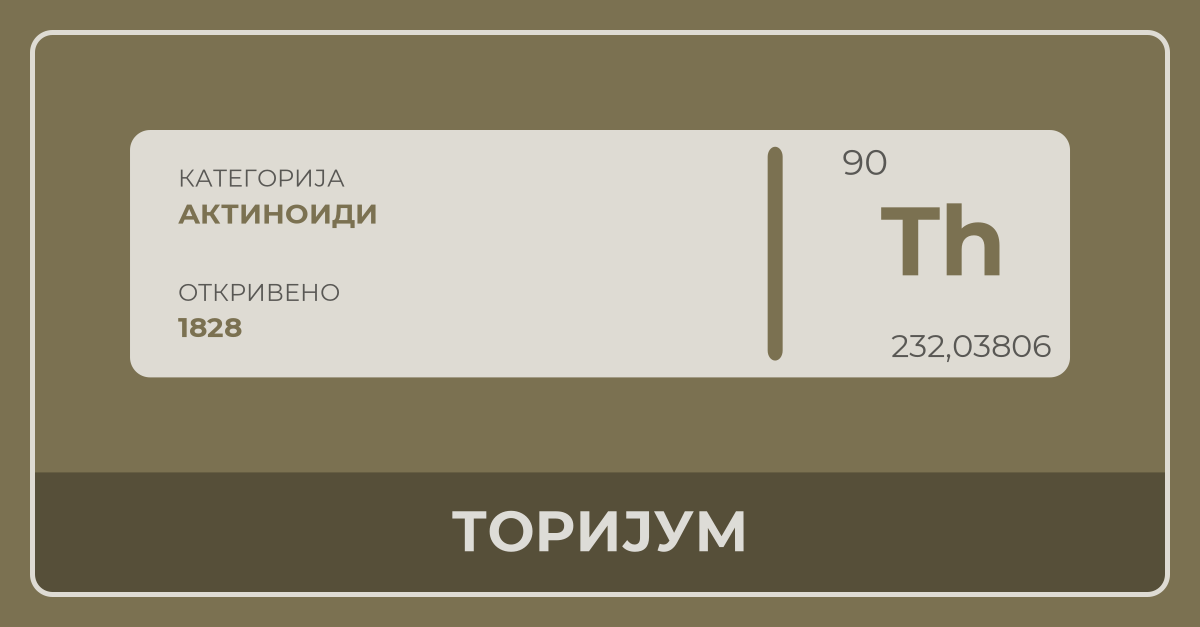 КАТЕГОРИЈА
АКТИНОИДИ
ОТКРИВЕНО
1828
90
Th
232,03806
ТОРИЈУМ